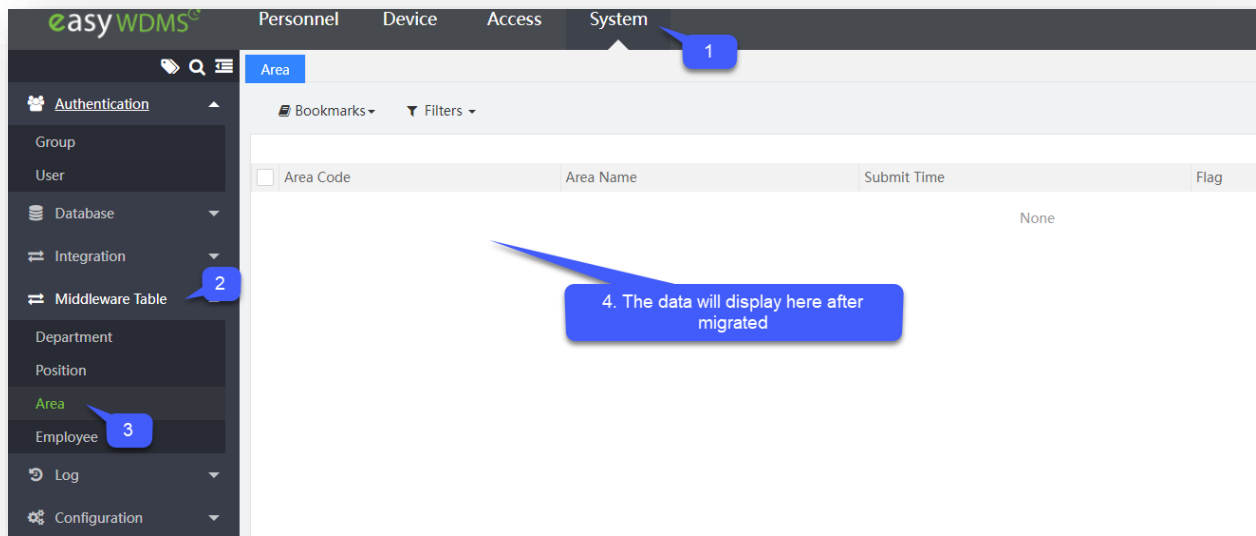 easy WDMS
Personnel Device Access System
1
Area
Authentication
Bookmarks Filters
Group
User
Area Code Area Name Submit Time Flag
Database
None
Integration
2
Middleware Table
4. The data will display here after
migrated
Department
Position
Area
3
Employee
Log
Configuration